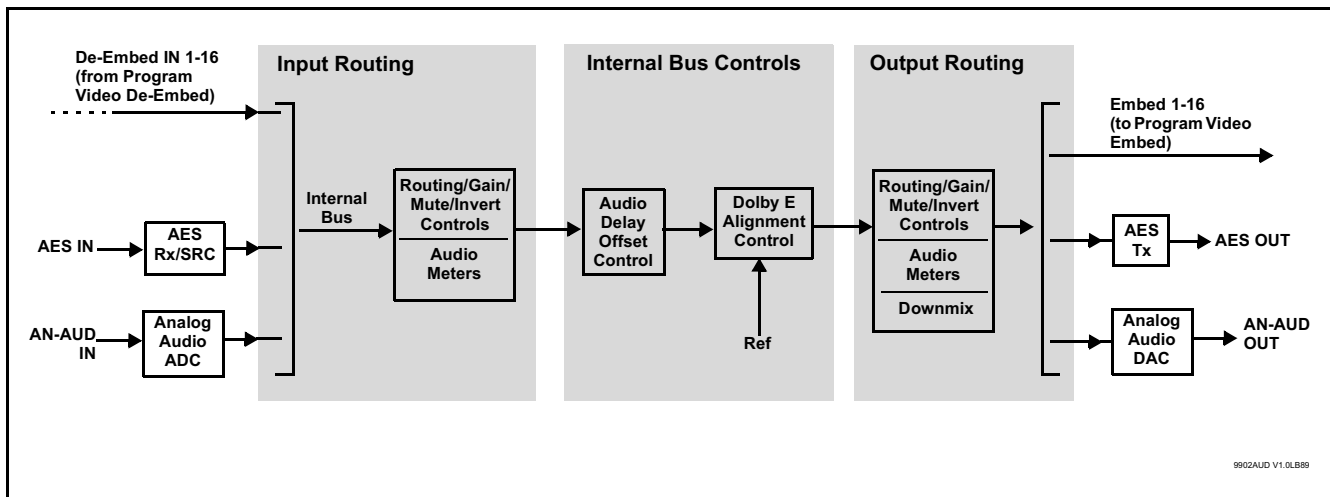 De-Embed IN 1-16
(from Program
Video De-Embed)
Input Routing
Internal Bus Controls
Output Routing
Embed 1-16
(to Program Video
Embed)
Internal
Bus
Routing/Gain/
Mute/Invert
Controls
Audio
Meters
Audio
Delay
Offset
Control
Dolby E
Alignment
Control
Routing/Gain/
Mute/Invert
Controls
Audio
Meters
Downmix
AES IN
AES
Rx/SRC
AES
Tx
AES OUT
AN-AUD
IN
Analog
Audio
ADC
Ref
Analog
Audio
DAC
AN-AUD
OUT
9902AUD V1.0LB89